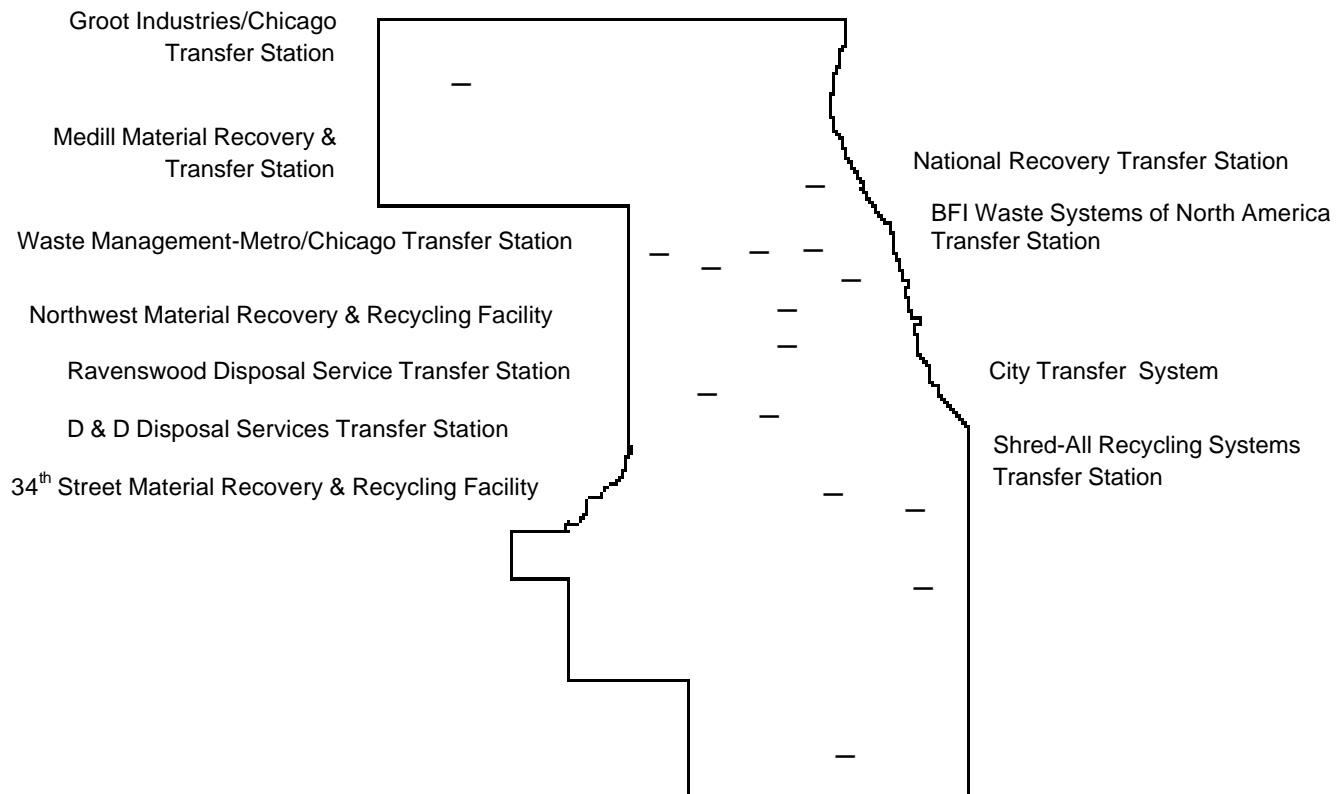 Groot Industries/Chicago
Transfer Station
Medill Material Recovery &
Transfer Station
Waste Management-Metro/Chicago Transfer Station
Northwest Material Recovery & Recycling Facility
Ravenswood Disposal Service Transfer Station
D & D Disposal Services Transfer Station
34th Street Material Recovery & Recycling Facility
National Recovery Transfer Station
BFI Waste Systems of North America
Transfer Station
City Transfer System
Shred-All Recycling Systems
Transfer Station